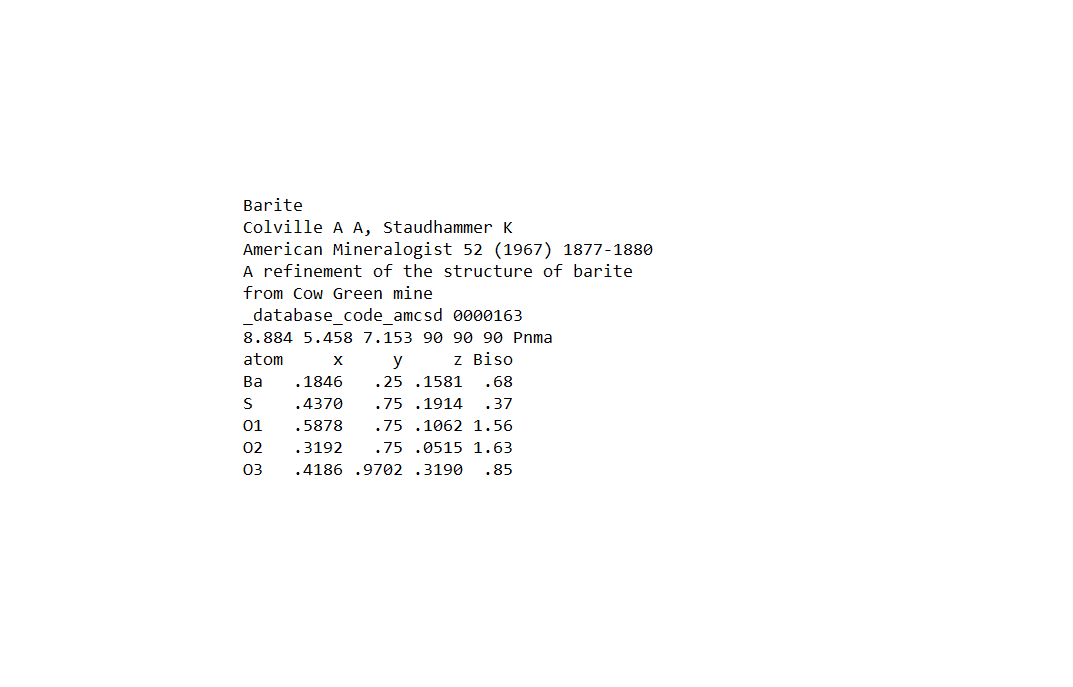 Barite
Colville A A, Staudhammer K
American Mineralogist 52 (1967) 1877-1880
A refinement of the structure of barite
from Cow Green mine
_database_code_amcsd 0000163
8.884 5.458 7.153 90 90 90 Pnma
atom     x     y     z Biso
Ba   .1846   .25 .1581  .68
S    .4370   .75 .1914  .37
O1   .5878   .75 .1062 1.56
O2   .3192   .75 .0515 1.63
O3   .4186 .9702 .3190  .85